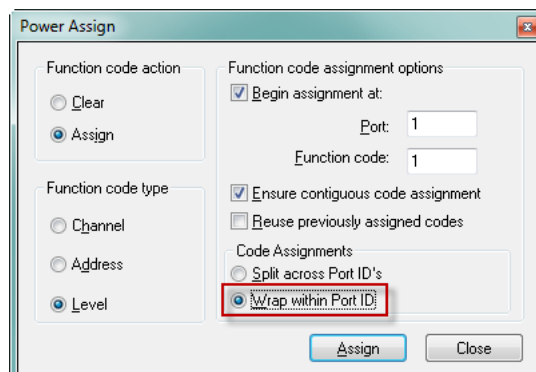 Power Assign
Function code action
Clear
Assign
Function code type
Channel
Address
Level
Function code assignment options
Begin assignment at:
Port: 1
Function code: 1
Ensure contiguous code assignment
Reuse previously assigned codes
Code Assignments
Split across Port ID's
Wrap within Port ID
Assign Close